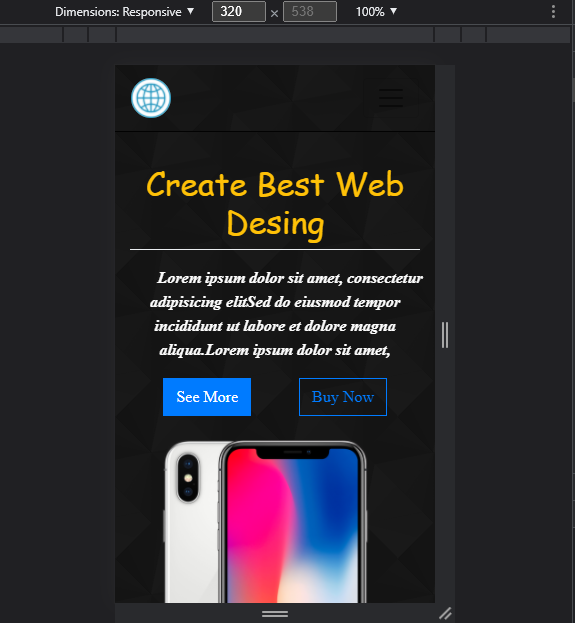 Dimensions: Responsive ▼ 320 × 538 100% ▼
Create Best Web
Desing
Lorem ipsum dolor sit amet, consectetur
adipisicing elitSed do eiusmod tempor
incididunt ut labore et dolore magna
aliqua.Lorem ipsum dolor sit amet,
See More Buy Now